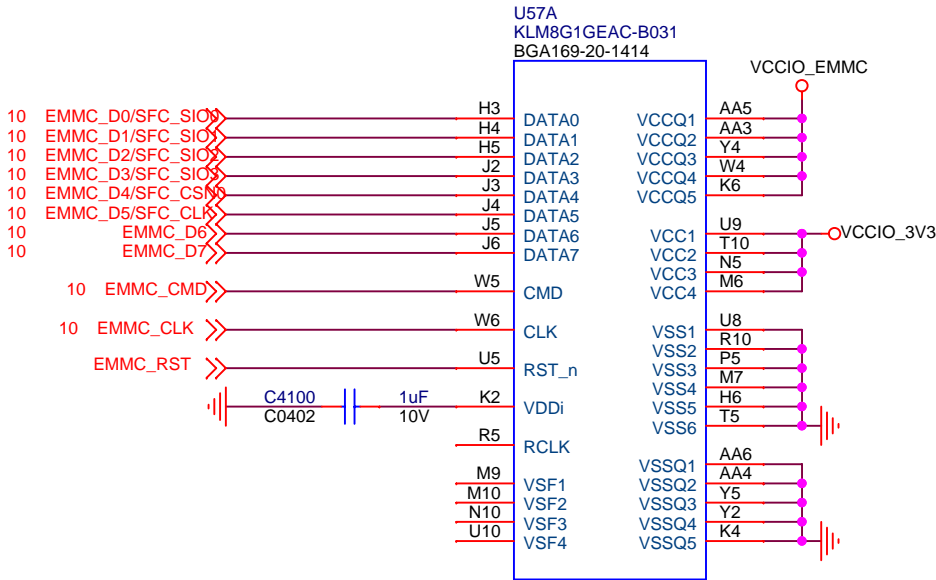 U57A
KLM8G1GEAC-B031
BGA169-20-1414
VCCIO_EMMC
10 EMMC_D0/SFC_SIO0 H3 DATA0 VCCQ1 AA5
10 EMMC_D1/SFC_SIO1 H4 DATA1 VCCQ2 AA3
10 EMMC_D2/SFC_SIO2 H5 DATA2 VCCQ3 Y4
10 EMMC_D3/SFC_SIO3 J2 DATA3 VCCQ4 W4
10 EMMC_D4/SFC_CSN0 J3 DATA4 VCCQ5 K6
10 EMMC_D5/SFC_CLK J4 DATA5
10 EMMC_D6 J5 DATA6 VCC1 U9 VCCIO_3V3
10 EMMC_D7 J6 DATA7 VCC2 T10
VCC3 N5
10 EMMC_CMD W5 CMD VCC4 M6
10 EMMC_CLK W6 CLK VSS1 U8
VSS2 R10
EMMC_RST U5 RST_n VSS3 P5
VSS4 M7
C4100 1uF K2 VDDi VSS5 H6
C0402 10V VSS6 T5
R5 RCLK
VSSQ1 AA6
M9 VSF1 VSSQ2 AA4
M10 VSF2 VSSQ3 Y5
N10 VSF3 VSSQ4 Y2
U10 VSF4 VSSQ5 K4